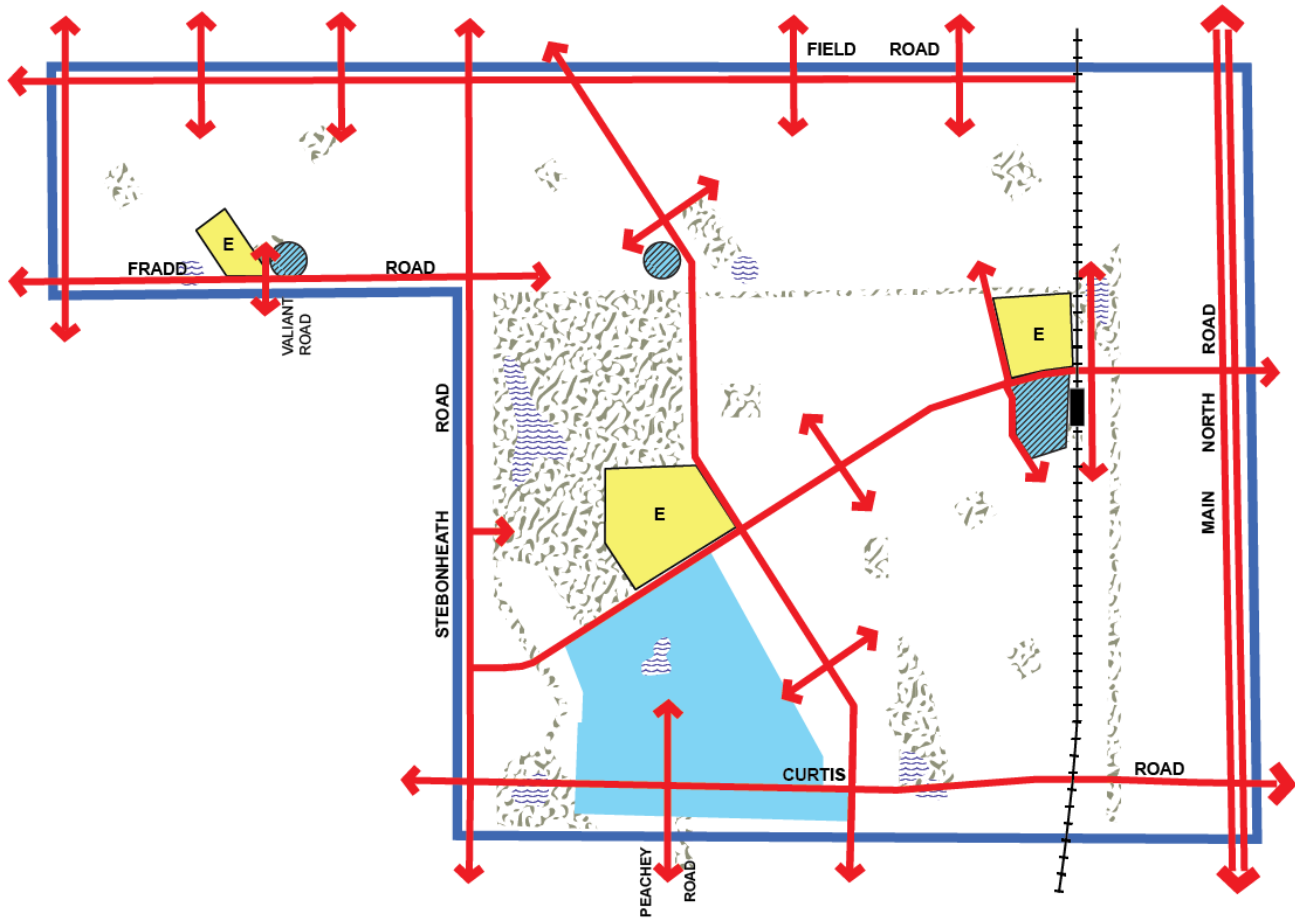 FIELD ROAD
E
FRADD ROAD
VALIANT
ROAD
E
STEBONHEATH ROAD
MAIN NORTH ROAD
E
CURTIS ROAD
PEACHEY
ROAD